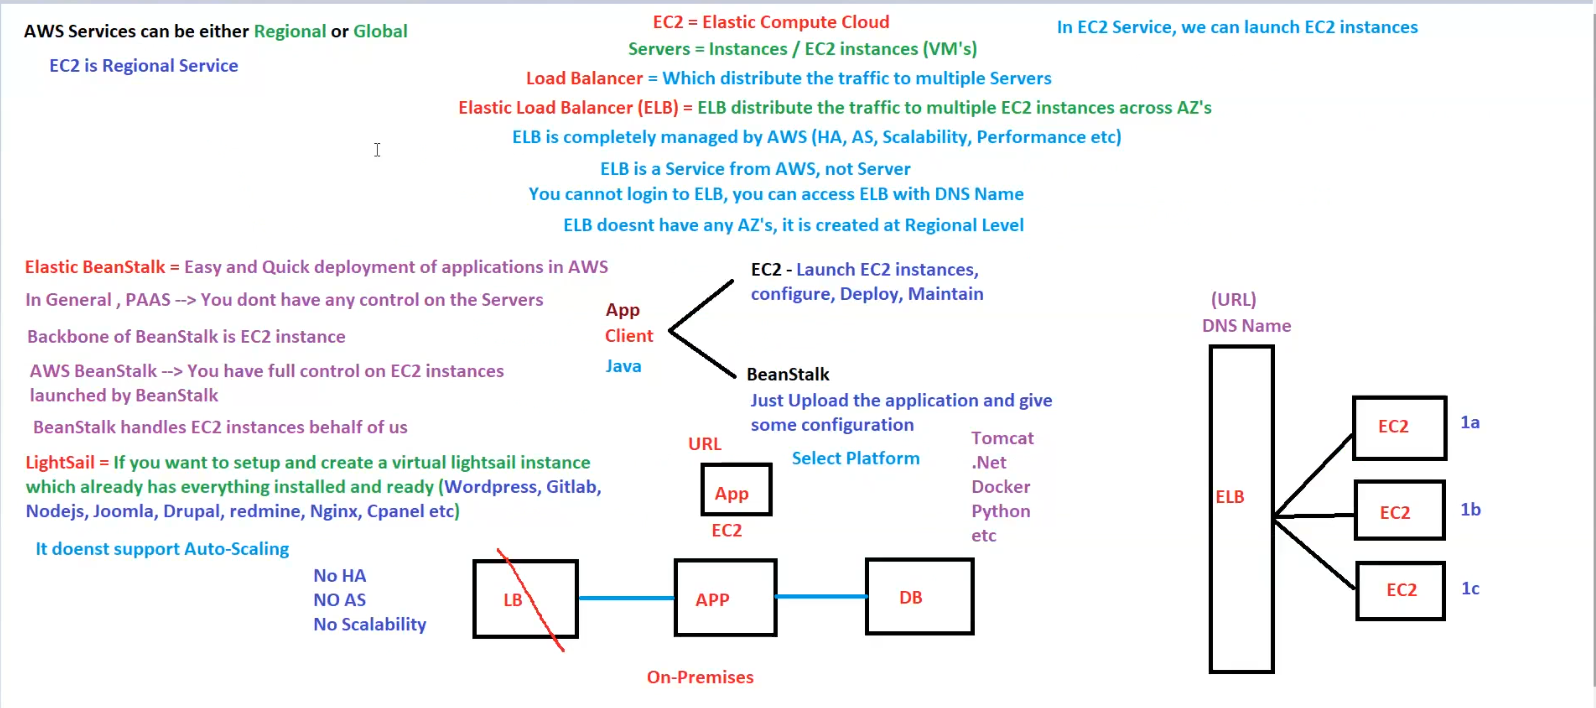 AWS Services can be either Regional or Global
EC2 is Regional Service
EC2 = Elastic Compute Cloud
Servers = Instances / EC2 instances (VM's)
Load Balancer = Which distribute the traffic to multiple Servers
Elastic Load Balancer (ELB) = ELB distribute the traffic to multiple EC2 instances across AZ's
ELB is completely managed by AWS (HA, AS, Scalability, Performance etc)
ELB is a Service from AWS, not Server
You cannot login to ELB, you can access ELB with DNS Name
ELB doesnt have any AZ's, it is created at Regional Level
In EC2 Service, we can launch EC2 instances
Elastic BeanStalk = Easy and Quick deployment of applications in AWS
In General , PAAS --> You dont have any control on the Servers
Backbone of BeanStalk is EC2 instance
AWS BeanStalk --> You have full control on EC2 instances
launched by BeanStalk
BeanStalk handles EC2 instances behalf of us
LightSail = If you want to setup and create a virtual lightsail instance
which already has everything installed and ready (Wordpress, Gitlab,
Nodejs, Joomla, Drupal, redmine, Nginx, Cpanel etc)
It doenst support Auto-Scaling
No HA
NO AS
No Scalability
App
Client
Java
EC2 - Launch EC2 instances,
configure, Deploy, Maintain
BeanStalk
Just Upload the application and give
some configuration
Select Platform
Tomcat
.Net
Docker
Python
etc
URL
App
EC2
LB
APP
DB
On-Premises
(URL)
DNS Name
ELB
EC2
1a
EC2
1b
EC2
1c